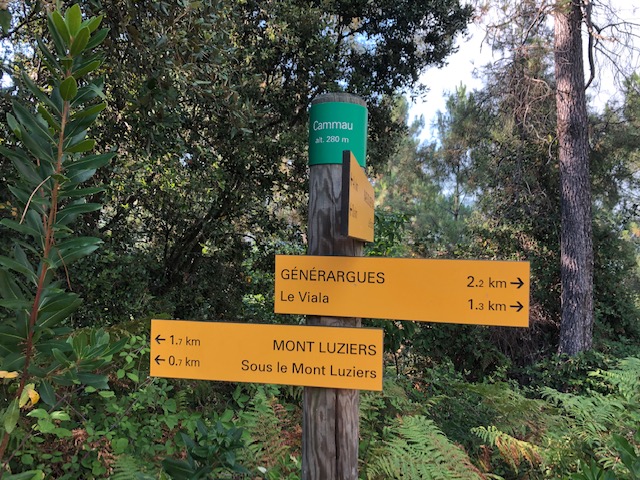 Cammau
alt. 280 m
GÉNÉRARGUES 2.2 km →
Le Viala 1.3 km →
← 1.7 km MONT LUZIERS
← 0.7 km Sous le Mont Luziers